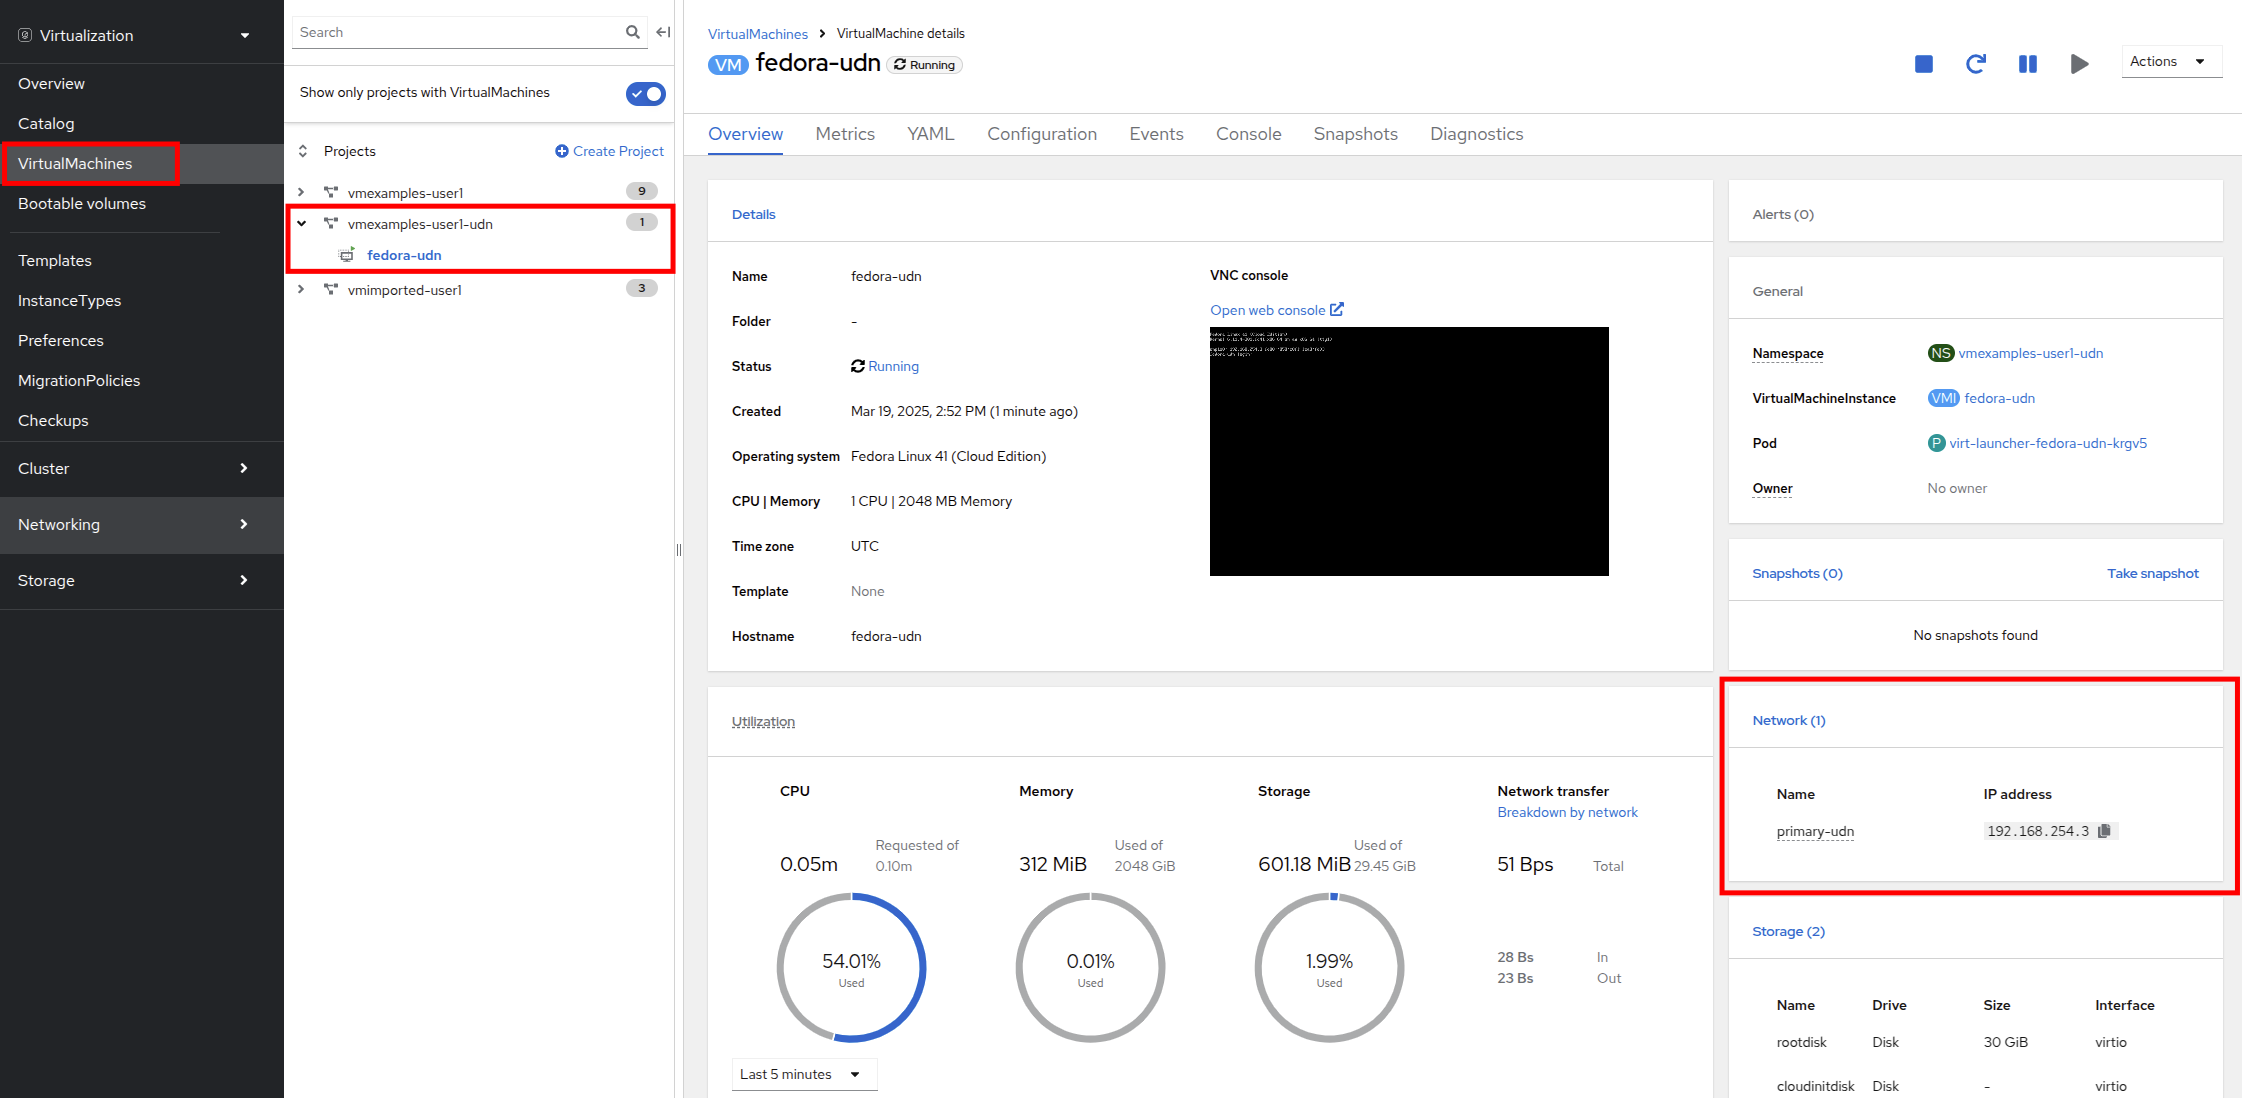 Virtualization
Overview
Catalog
VirtualMachines
Bootable volumes
Templates
InstanceTypes
Preferences
MigrationPolicies
Checkups
Cluster
Networking
Storage
Search
Show only projects with VirtualMachines
Projects
Create Project
vmexamples-user1 9
vmexamples-user1-udn 1
fedora-udn
vmimported-user1 3
VirtualMachines > VirtualMachine details
VM fedora-udn Running
Actions
Overview Metrics YAML Configuration Events Console Snapshots Diagnostics
Details
Name fedora-udn
Folder -
Status Running
Created Mar 19, 2025, 2:52 PM (1 minute ago)
Operating system Fedora Linux 41 (Cloud Edition)
CPU | Memory 1 CPU | 2048 MB Memory
Time zone UTC
Template None
Hostname fedora-udn
VNC console
Open web console
Utilization
CPU
0.05m
Requested of
0.10m
54.01%
Used
Memory
312 MiB
Used of
2048 GiB
0.01%
Used
Storage
601.18 MiB
Used of
29.45 GiB
1.99%
Used
Network transfer
Breakdown by network
51 Bps Total
28 Bs In
23 Bs Out
Last 5 minutes
Alerts (0)
General
Namespace NS vmexamples-user1-udn
VirtualMachineInstance VMI fedora-udn
Pod P virt-launcher-fedora-udn-krgv5
Owner No owner
Snapshots (0) Take snapshot
No snapshots found
Network (1)
Name IP address
primary-udn 192.168.254.3
Storage (2)
Name Drive Size Interface
rootdisk Disk 30 GiB virtio
cloudinitdisk Disk - virtio